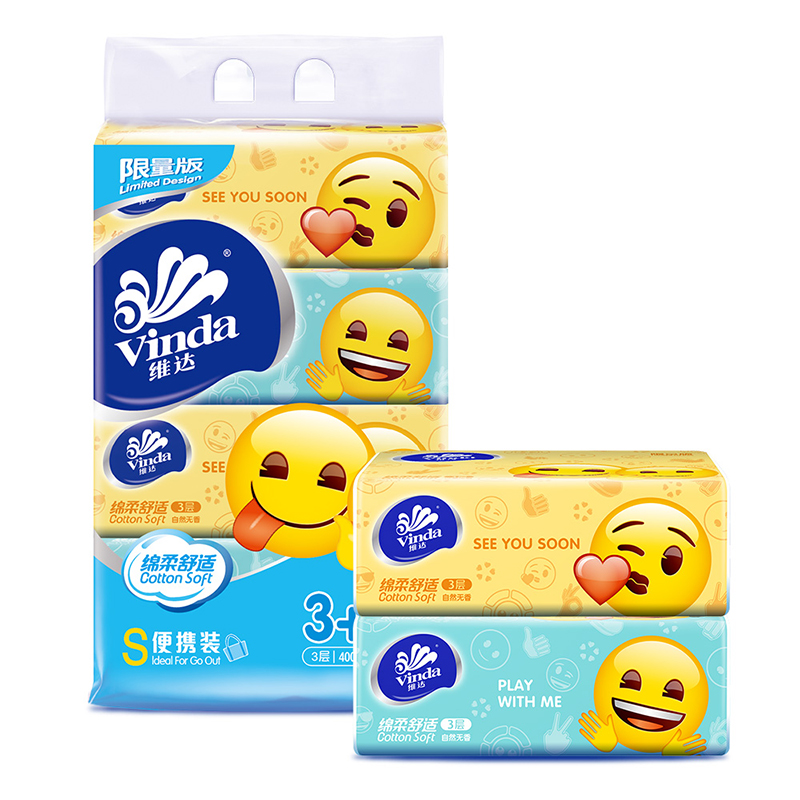 限量版
Limited Design
SEE YOU SOON
®
Vinda
维达
Vinda
维达
SEE
绵柔舒适 3层
Cotton Soft 自然无香
绵柔舒适
Cotton Soft
S便携装
Ideal For Go Out
3+
3层 | 400
Vinda
维达
SEE YOU SOON
绵柔舒适 3层
Cotton Soft 自然无香
Vinda
维达
PLAY
WITH ME
绵柔舒适 3层
Cotton Soft 自然无香